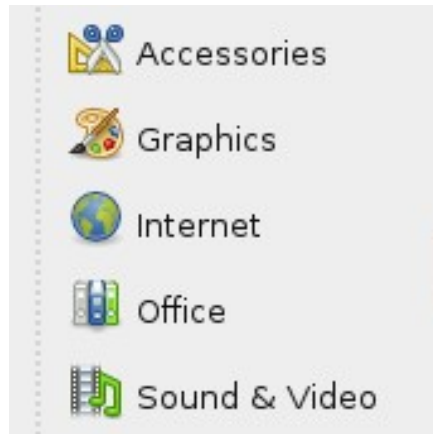 Accessories
Graphics
Internet
Office
Sound & Video